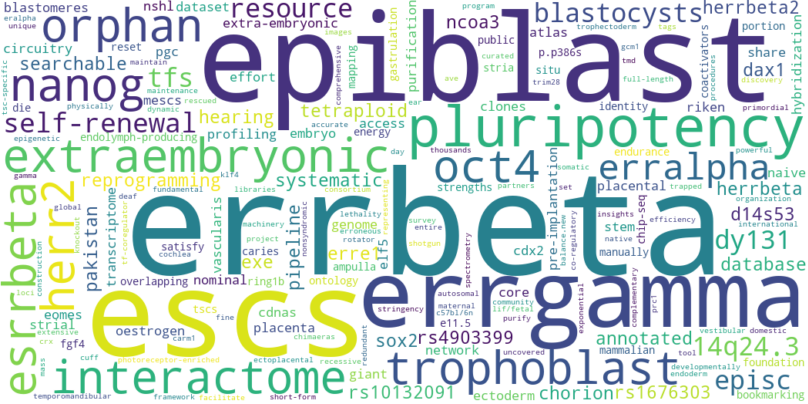 blastomeres nshl dataset resource blastocysts herrbeta2
eralpha unique orphan extra-embryonic epiblast images program trophectoderm tags
circuitry reset pgc ncoa3 atlas gcm1 portion
searchable nanog tfs effort public curated p.p386s tmd share
tsc-specific maintain mescs mapping comprehensive gastrulation purification stria situ full-length coactivators procedures hybridization
die physically rescued dynamic maintenance ave trim28 dax1 discovery
self-renewal hearing tetraploid clones identity riken primordial
epigenetic endolymph-producing profiling embryo accurate energy access ear pluripotency
extraembryonic klf4 day thousands oct4 endurance somatic powerful
gamma reprogramming systematic strengths partners erralpha placental set trapped naive
esrrbeta herr2 global deaf fundamental libraries consortium tf-coregulator representing herrbeta organization
pakistan transcriptome knockout machinery lethality erroneous survey pre-implantation stem insights chip-seq d14s53 international
loci construction cochlea project nonsyndromic genome rotator entire errbeta balance.new co-regulatory native efficiency dy131
vascularis satisfy caries pipeline erref shotgun elf5 cdx2 manually database
overlapping exe ampulla ring1b ontology spectrometry
eomes nominal escs autosomal core community complementary prc1 errgamma
strial tscs cdnas maternal c57bl/6n lif/fetal exponential annotated
extensive crx fgf4 fine oestrogen placenta stringency e11.5 purify sox2 rs4903399 mammalian vestibular domestic 14q24.3
mass cuff photoreceptor-enriched carm1 chimaeras redundant network uncovered tool foundation
temporomandibular interactome ectoplacental recessive giant trophoblast developmentally endoderm episc
framework facilitate short-form rs10132091 ectoderm chorion rs1676303 bookmarking